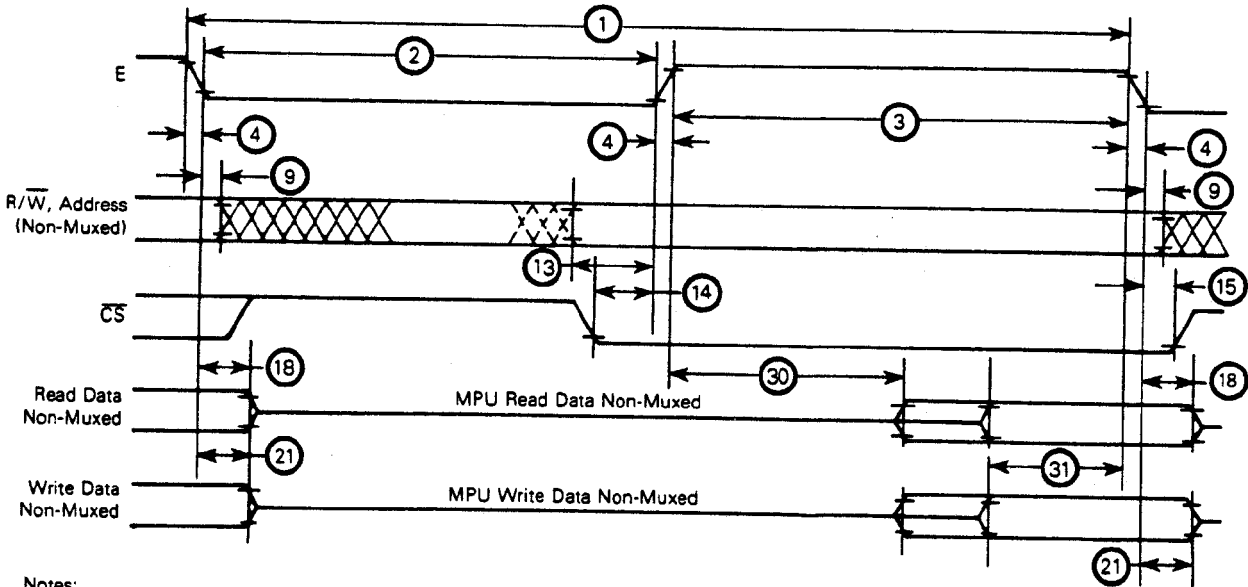 1
2
E
3
4
4
4
9
9
R/W̅, Address
(Non-Muxed)
13
14
15
C̅S̅
18
30
18
Read Data
Non-Muxed
MPU Read Data Non-Muxed
21
31
Write Data
Non-Muxed
MPU Write Data Non-Muxed
21
Notes: